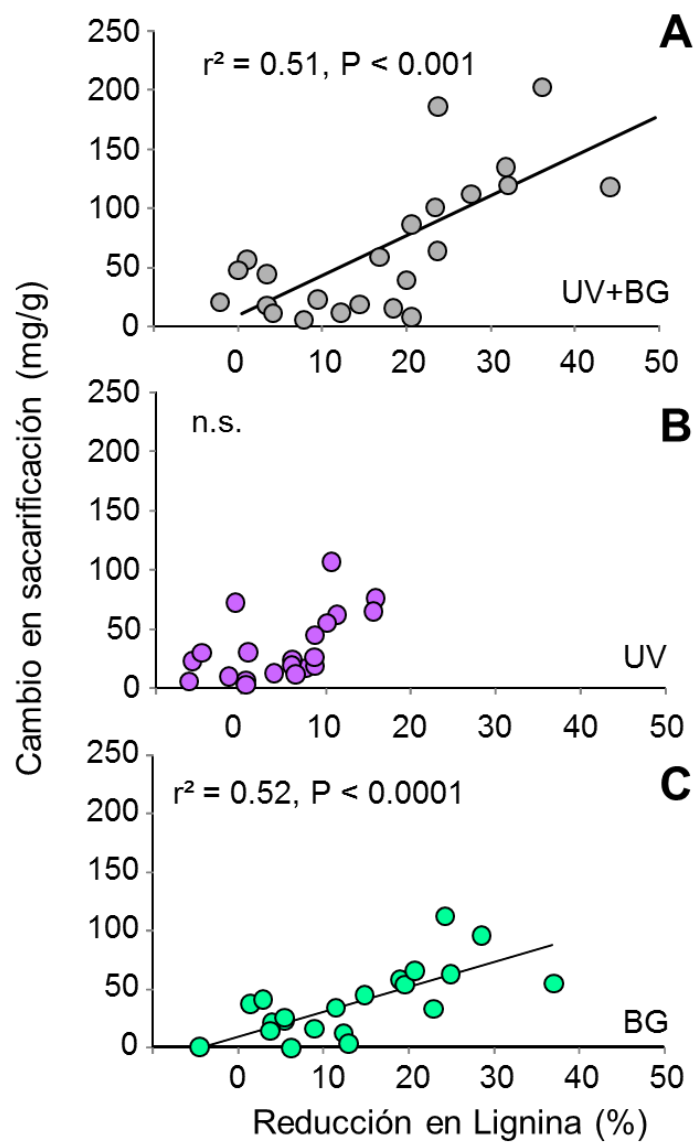 A
250
r² = 0.51, P < 0.001
200
150
100
50
UV+BG
0
0 10 20 30 40 50
250
n.s.
B
200
150
100
50
UV
0
0 10 20 30 40 50
250
C
r² = 0.52, P < 0.0001
200
150
100
50
BG
0
0 10 20 30 40 50
Cambio en sacarificación (mg/g)
Reducción en Lignina (%)